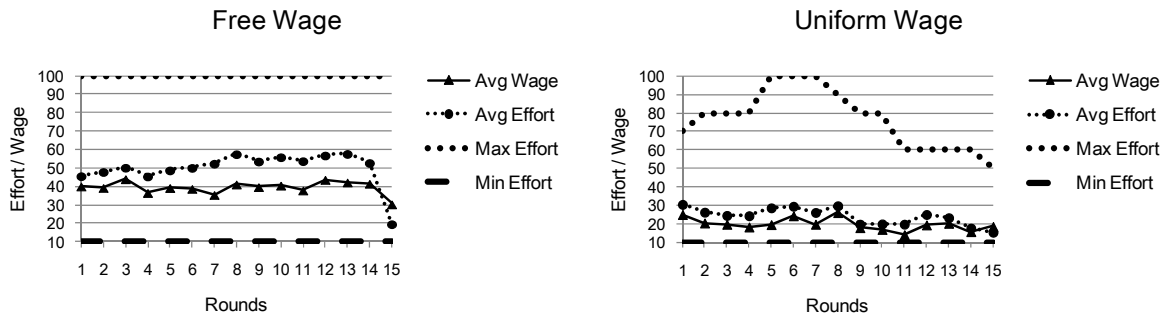 Free Wage
100
90
80
70
60
50
40
30
20
10
Effort / Wage
1 2 3 4 5 6 7 8 9 10 11 12 13 14 15
Rounds
Avg Wage
Avg Effort
Max Effort
Min Effort
Uniform Wage
100
90
80
70
60
50
40
30
20
10
Effort / Wage
1 2 3 4 5 6 7 8 9 10 11 12 13 14 15
Rounds
Avg Wage
Avg Effort
Max Effort
Min Effort